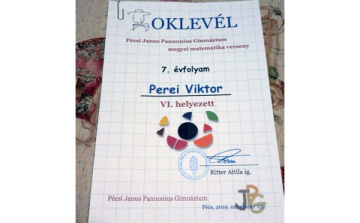 OKLEVÉL
Pécsi Janus Pannonius Gimnázium
megyei matematika verseny
7. évfolyam
Perei Viktor
VI. helyezett
Ritter Attila ig.
Pécsi Janus Pannonius Gimnázium
Pécs, 2019.